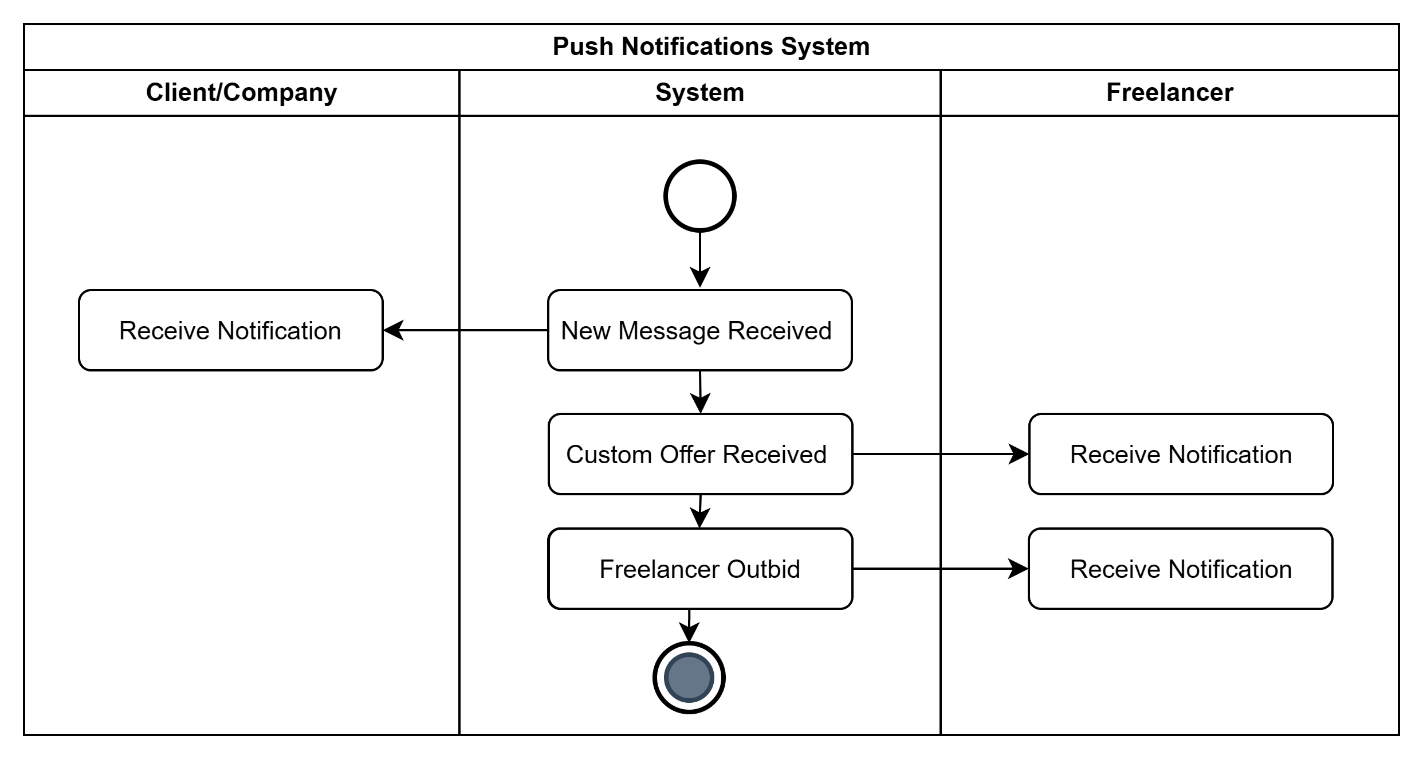 Push Notifications System
Client/Company
System
Freelancer
Receive Notification
New Message Received
Custom Offer Received
Receive Notification
Freelancer Outbid
Receive Notification